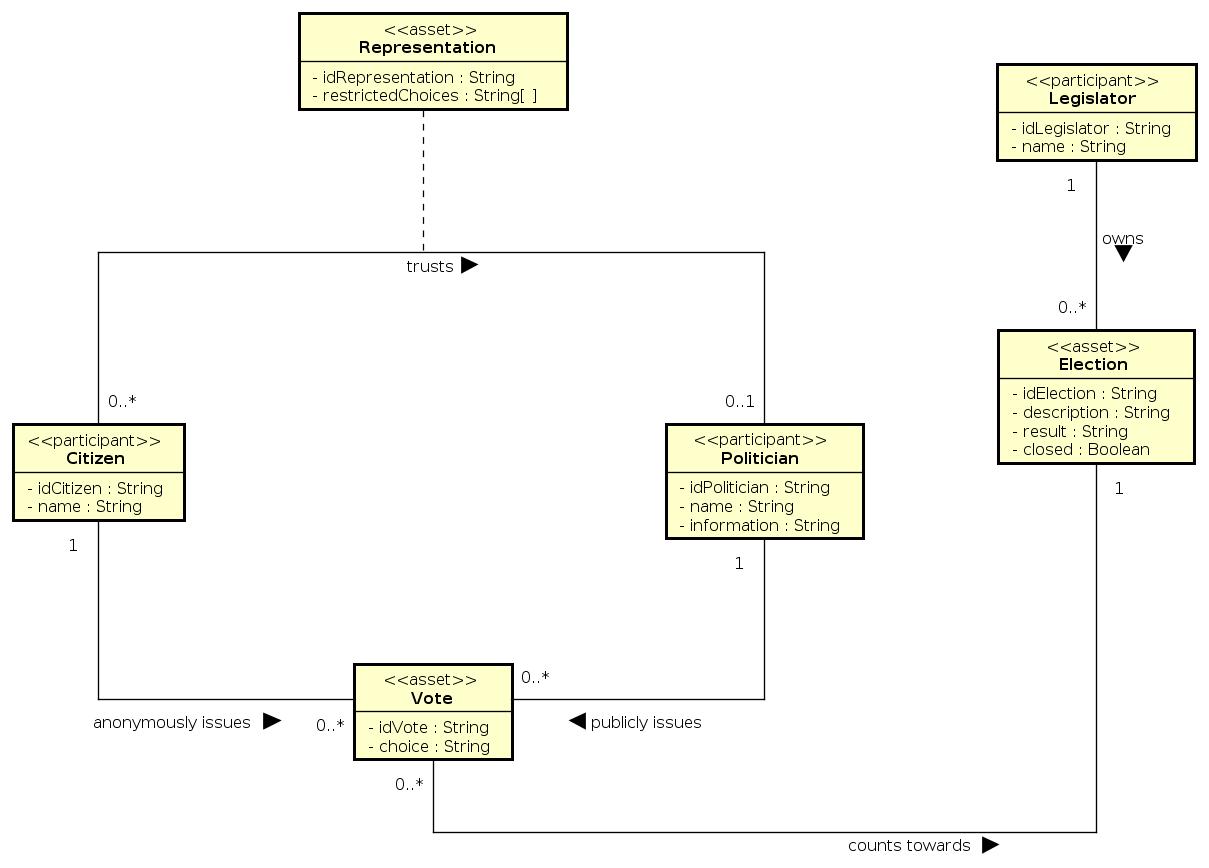 <<asset>>
Representation
- idRepresentation : String
- restrictedChoices : String[ ]
<<participant>>
Legislator
- idLegislator : String
- name : String
1
owns
0..*
trusts
<<asset>>
Election
- idElection : String
- description : String
- result : String
- closed : Boolean
1
0..*
0..1
<<participant>>
Citizen
- idCitizen : String
- name : String
1
<<participant>>
Politician
- idPolitician : String
- name : String
- information : String
1
<<asset>>
Vote
- idVote : String
- choice : String
0..*
anonymously issues
0..*
publicly issues
0..*
counts towards